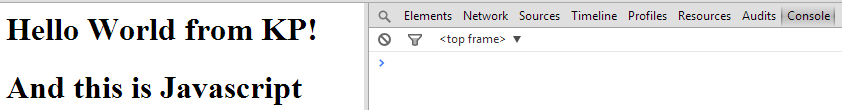 Hello World from KP!
And this is Javascript
Elements Network Sources Timeline Profiles Resources Audits Console
<top frame> ▼
>